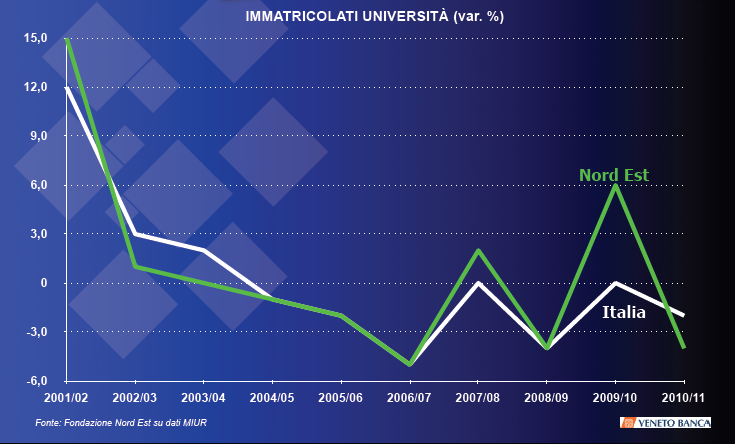 IMMATRICOLATI UNIVERSITÀ (var. %)
15,0
12,0
9,0
6,0
3,0
0
-3,0
-6,0
Nord Est
Italia
2001/02 2002/03 2003/04 2004/05 2005/06 2006/07 2007/08 2008/09 2009/10 2010/11
Fonte: Fondazione Nord Est su dati MIUR
VENETO BANCA